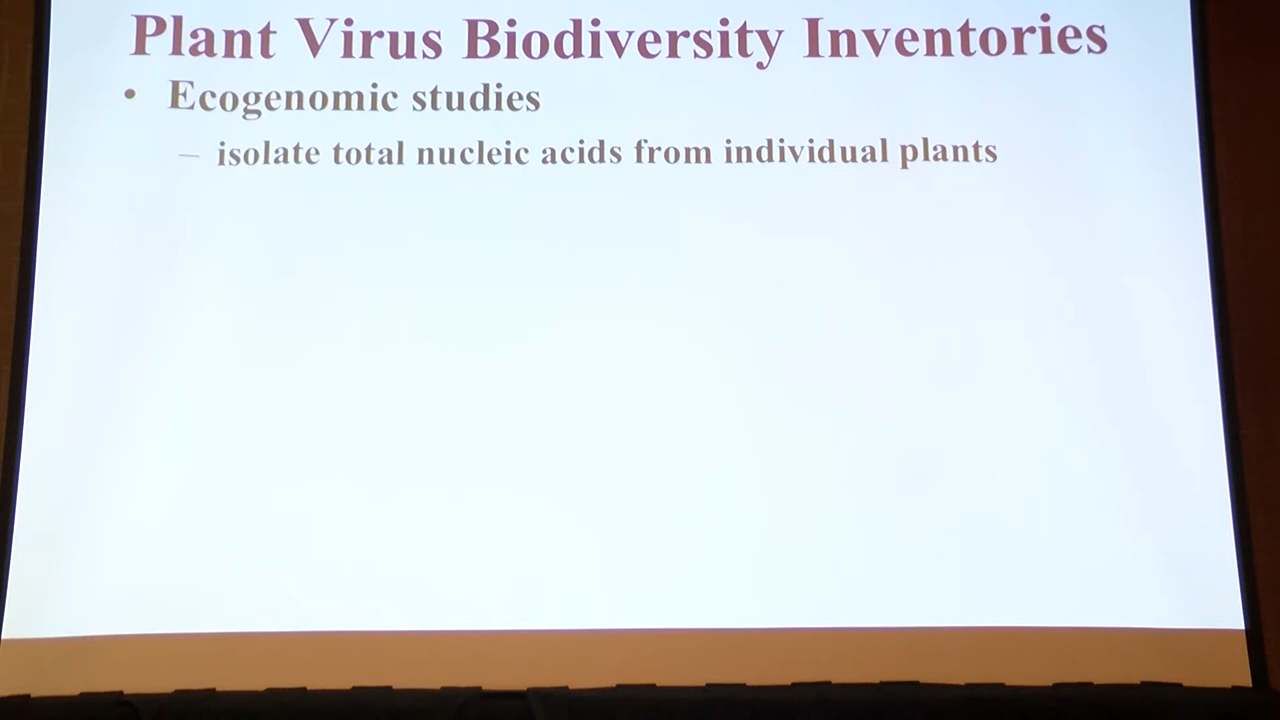 Plant Virus Biodiversity Inventories
• Ecogenomic studies
– isolate total nucleic acids from individual plants